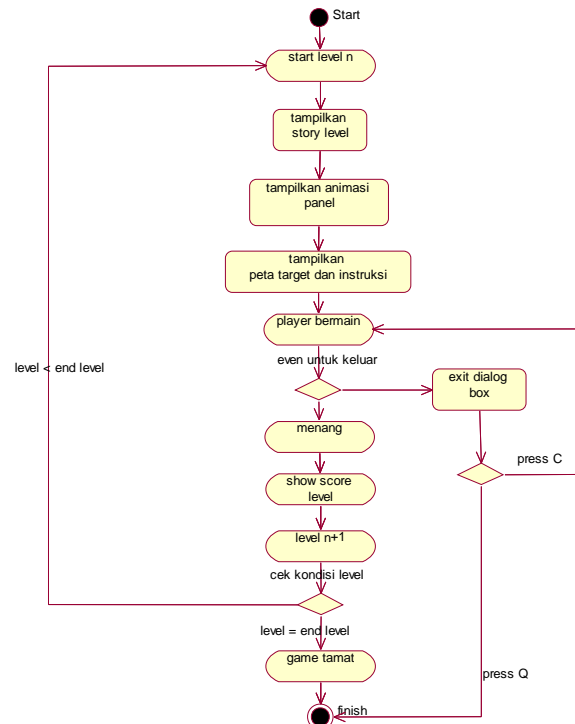 Start
start level n
tampilkan
story level
tampilkan animasi
panel
tampilkan
peta target dan instruksi
player bermain
level < end level
even untuk keluar
exit dialog
box
menang
press C
show score
level
level n+1
cek kondisi level
level = end level
game tamat
press Q
finish